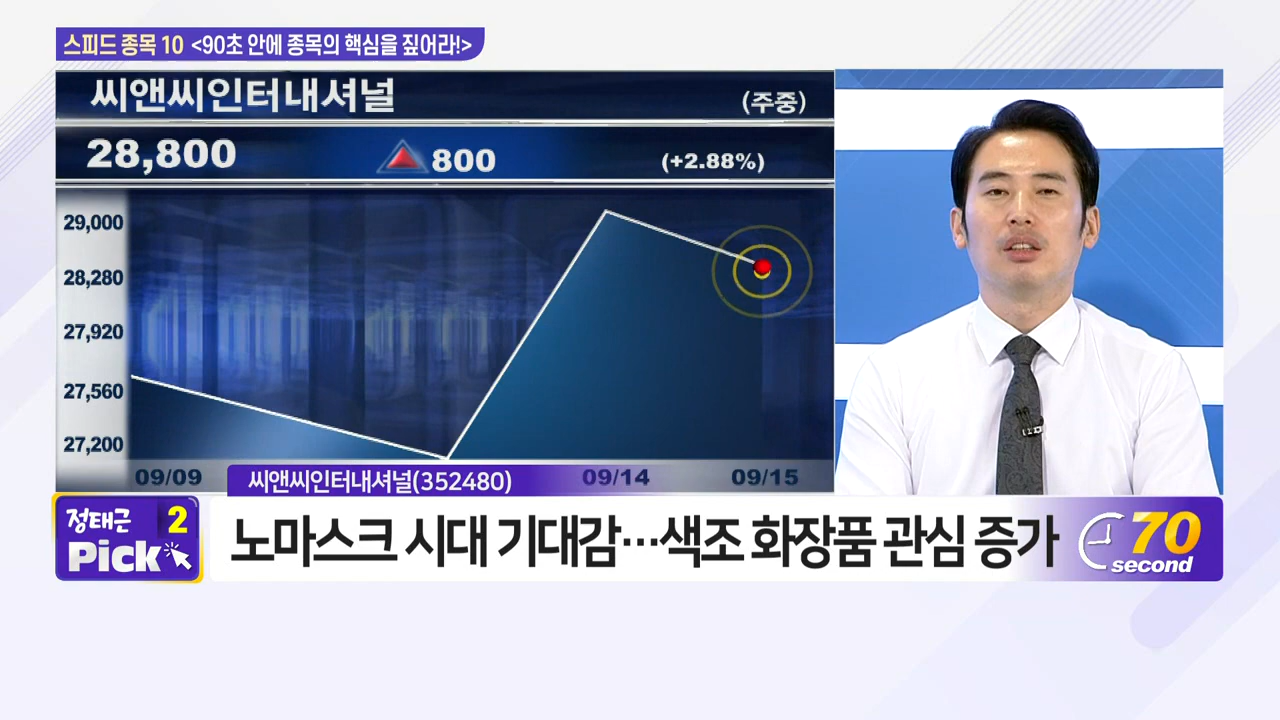 스피드 종목 10 <90초 안에 종목의 핵심을 짚어라!>
씨앤씨인터내셔널 (주중)
28,800 ▲ 800 (+2.88%)
29,000
28,280
27,920
27,560
27,200
09/09 09/14 09/15
씨앤씨인터내셔널(352480)
정태근 2
Pick
노마스크 시대 기대감…색조 화장품 관심 증가
70
second